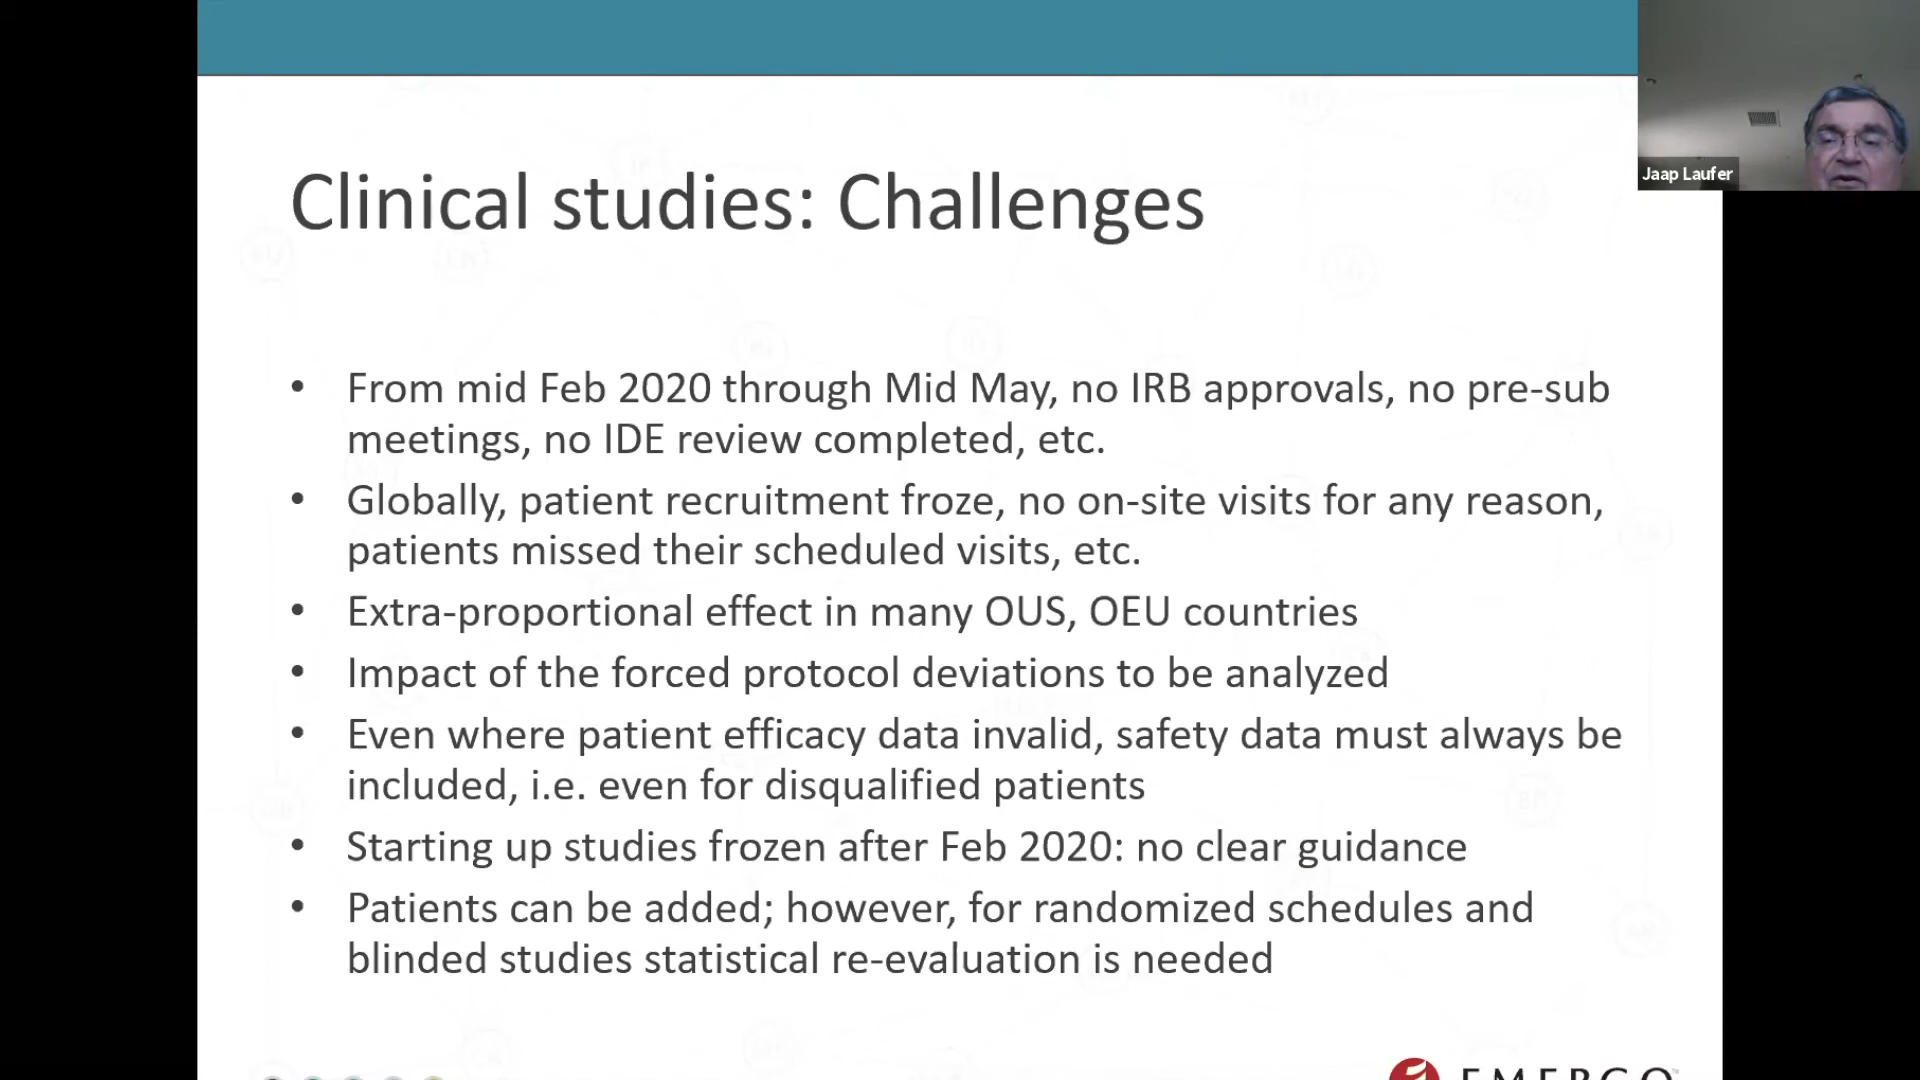 Jaap Laufer
Clinical studies: Challenges
• From mid Feb 2020 through Mid May, no IRB approvals, no pre-sub
meetings, no IDE review completed, etc.
• Globally, patient recruitment froze, no on-site visits for any reason,
patients missed their scheduled visits, etc.
• Extra-proportional effect in many OUS, OEU countries
• Impact of the forced protocol deviations to be analyzed
• Even where patient efficacy data invalid, safety data must always be
included, i.e. even for disqualified patients
• Starting up studies frozen after Feb 2020: no clear guidance
• Patients can be added; however, for randomized schedules and
blinded studies statistical re-evaluation is needed
EMERGO